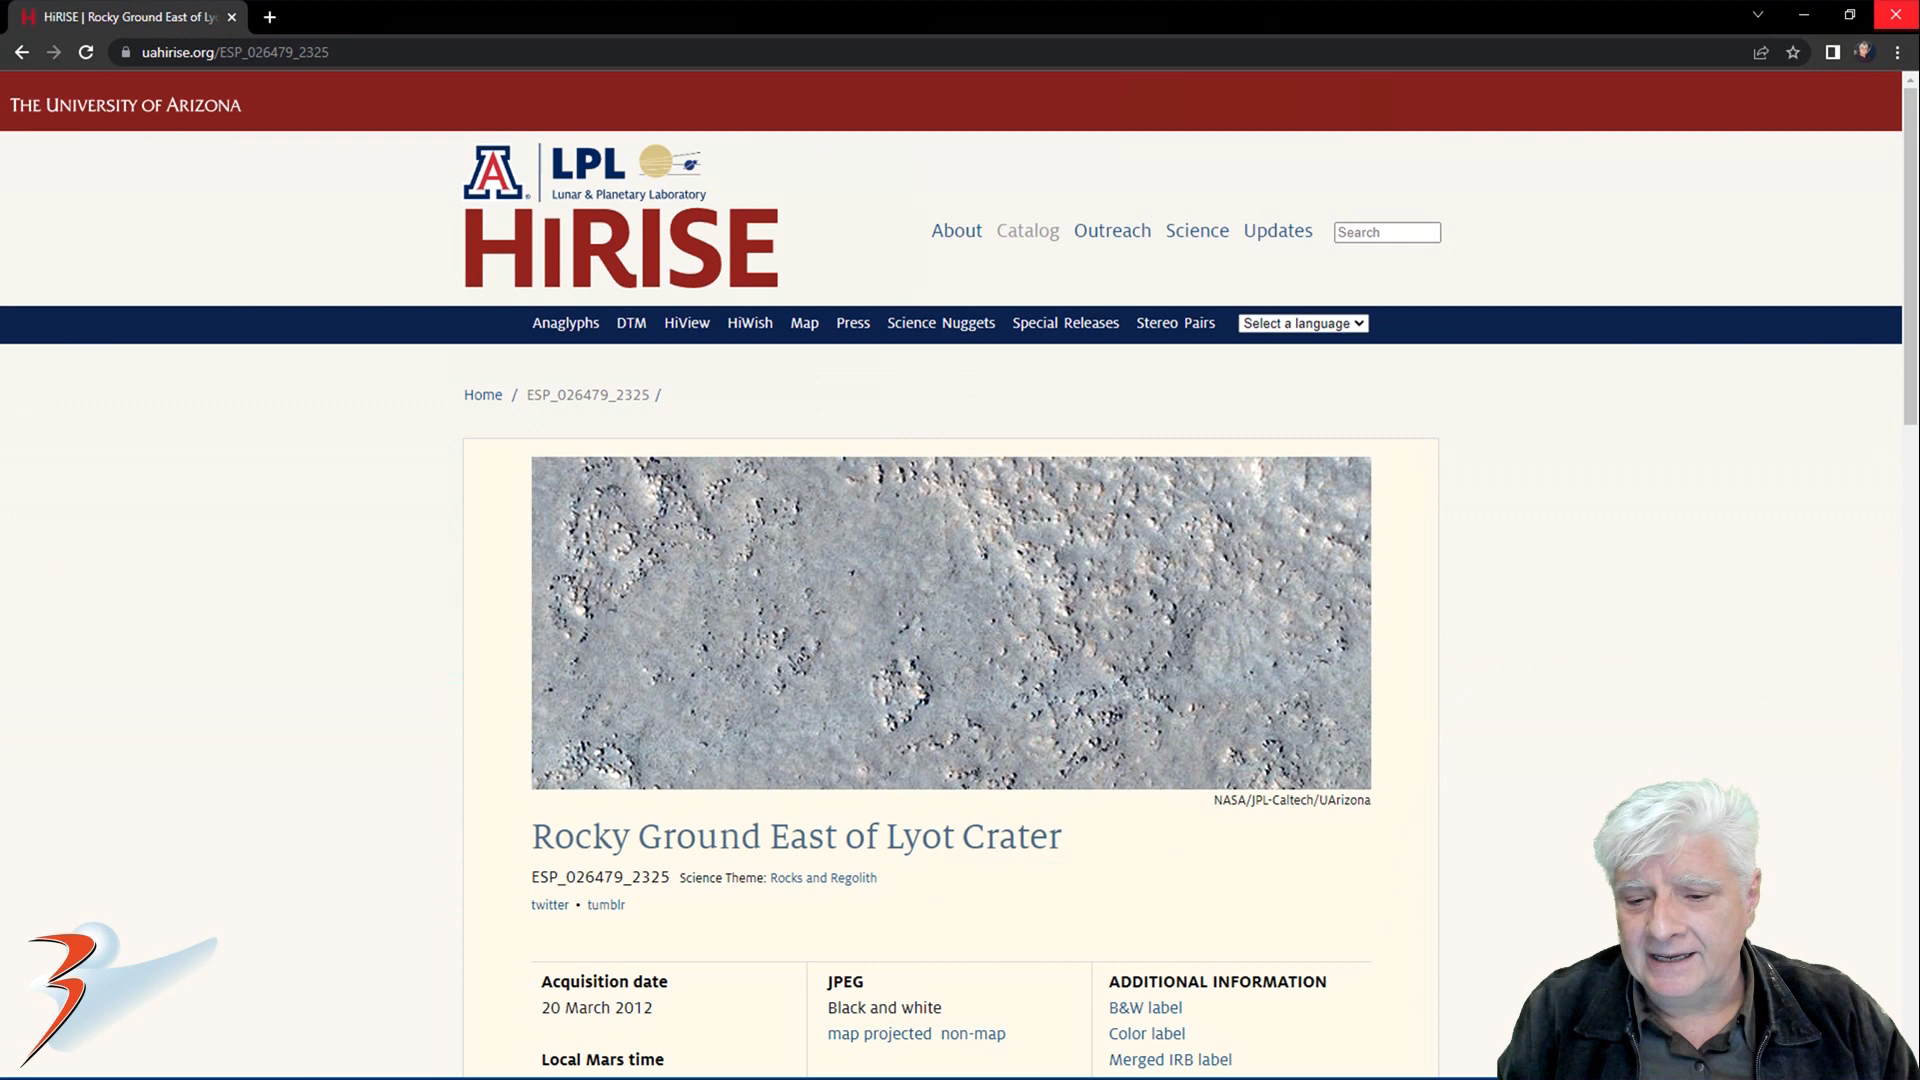 HiRISE | Rocky Ground East of Ly
uahirise.org/ESP_026479_2325
THE UNIVERSITY OF ARIZONA
A LPL
Lunar & Planetary Laboratory
HiRISE
About Catalog Outreach Science Updates Search
Anaglyphs DTM HiView HiWish Map Press Science Nuggets Special Releases Stereo Pairs Select a language
Home / ESP_026479_2325 /
NASA/JPL-Caltech/UArizona
Rocky Ground East of Lyot Crater
ESP_026479_2325 Science Theme: Rocks and Regolith
twitter • tumblr
Acquisition date
20 March 2012
Local Mars time
JPEG
Black and white
map projected non-map
ADDITIONAL INFORMATION
B&W label
Color label
Merged IRB label